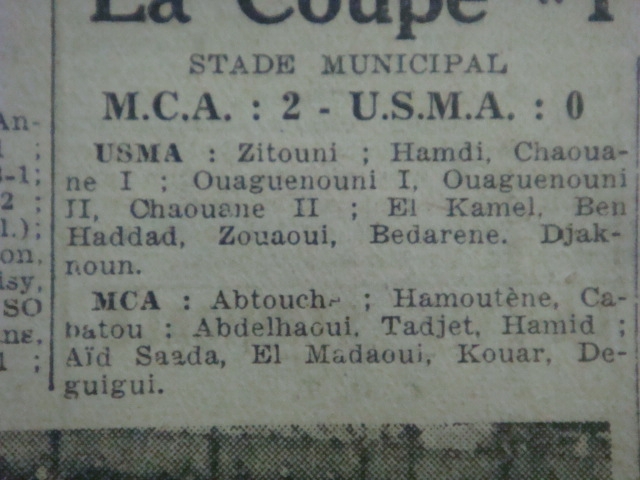 La Coupe "
STADE MUNICIPAL
M.C.A. : 2 - U.S.M.A. : 0
USMA : Zitouni ; Hamdi, Chaoua-
ne I ; Ouaguenouni I, Ouaguenouni
II, Chaouane II ; El Kamel, Ben
Haddad, Zouaoui, Bedarene. Djak-
noun.
MCA : Abtouch ; Hamoutène, Ca-
batou : Abdelhaoui, Tadjet, Hamid ;
Aïd Saada, El Madaoui, Kouar, De-
guigui.